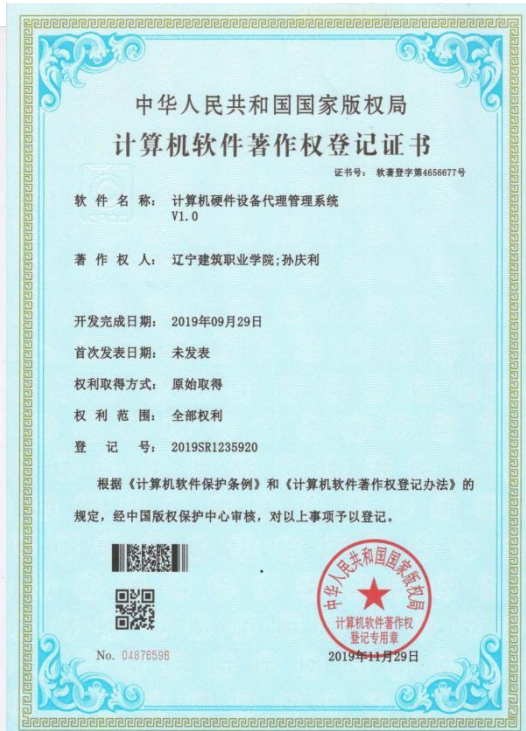 中华人民共和国国家版权局
计算机软件著作权登记证书
证书号： 软著登字第4656677号
软 件 名 称： 计算机硬件设备代理管理系统
V1.0
著 作 权 人： 辽宁建筑职业学院;孙庆利
开发完成日期： 2019年09月29日
首次发表日期： 未发表
权利取得方式： 原始取得
权 利 范 围： 全部权利
登 记 号： 2019SR1235920
根据《计算机软件保护条例》和《计算机软件著作权登记办法》的
规定，经中国版权保护中心审核，对以上事项予以登记。
中华人民共和国国家版权局
计算机软件著作权
登记专用章
No. 04876596
2019年11月29日